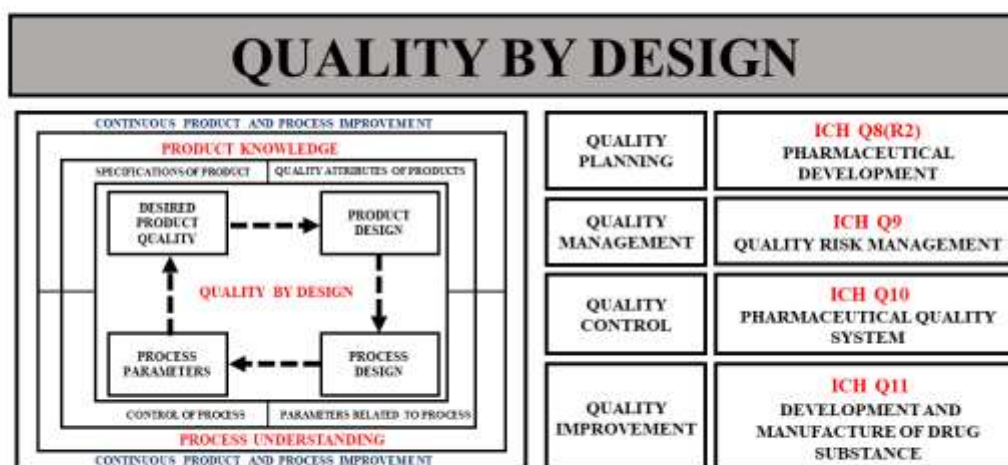 QUALITY BY DESIGN
CONTINUOUS PRODUCT AND PROCESS IMPROVEMENT
PRODUCT KNOWLEDGE
SPECIFICATIONS OF PRODUCT
QUALITY ATTRIBUTES OF PRODUCTS
DESIRED
PRODUCT
QUALITY
PRODUCT
DESIGN
QUALITY BY DESIGN
PROCESS
PARAMETERS
PROCESS
DESIGN
CONTROL OF PROCESS
PARAMETERS RELATED TO PROCESS
PROCESS UNDERSTANDING
CONTINUOUS PRODUCT AND PROCESS IMPROVEMENT
QUALITY
PLANNING
ICH Q8(R2)
PHARMACEUTICAL
DEVELOPMENT
QUALITY
MANAGEMENT
ICH Q9
QUALITY RISK MANAGEMENT
QUALITY
CONTROL
ICH Q10
PHARMACEUTICAL QUALITY
SYSTEM
QUALITY
IMPROVEMENT
ICH Q11
DEVELOPMENT AND
MANUFACTURE OF DRUG
SUBSTANCE